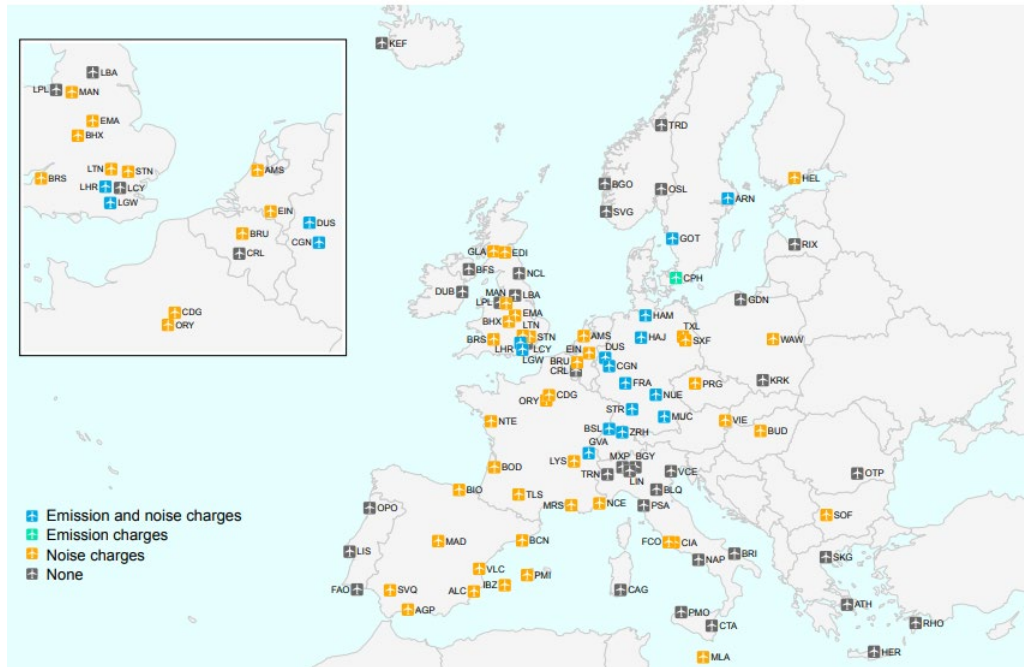 KEF
LBA
LPL
MAN
EMA
BHX
LTN
STN
BRS
LHR
LCY
LGW
AMS
EIN
DUS
BRU
CGN
CRL
CDG
ORY
TRD
BGO
OSL
SVG
HEL
ARN
GOT
RIX
CPH
GLA
EDI
BFS
NCL
DUB
MAN
LBA
LPL
GDN
EMA
HAM
BHX
LTN
TXL
BRS
STN
AMS
HAJ
SXF
WAW
LHR
LCY
EIN
DUS
LGW
BRU
CGN
CRL
KRK
FRA
PRG
CDG
NUE
ORY
STR
MUC
NTE
BSL
ZRH
VIE
BUD
GVA
LYS
MXP
BGY
BOD
TRN
LIN
VCE
OTP
BIO
TLS
BLQ
OPO
MRS
NCE
PSA
SOF
Emission and noise charges
Emission charges
Noise charges
None
MAD
BCN
FCO
CIA
LIS
NAP
BRI
SKG
VLC
PMI
FAO
SVQ
ALC
IBZ
CAG
AGP
PMO
CTA
ATH
RHO
HER
MLA